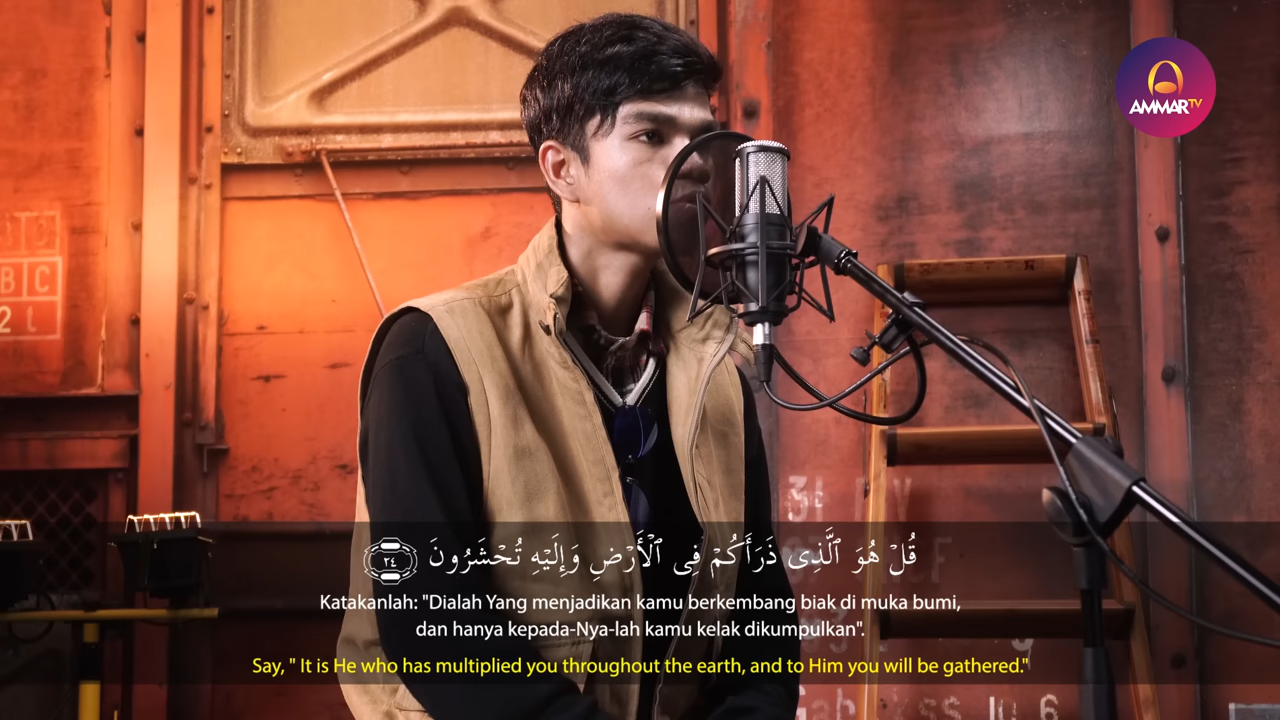 AMMAR TV
B C
2 t
قُلْ هُوَ ٱلَّذِى ذَرَأَكُمْ فِى ٱلْأَرْضِ وَإِلَيْهِ تُحْشَرُونَ ٢٤
Katakanlah: "Dialah Yang menjadikan kamu berkembang biak di muka bumi,
dan hanya kepada-Nya-lah kamu kelak dikumpulkan".
Say, " It is He who has multiplied you throughout the earth, and to Him you will be gathered."